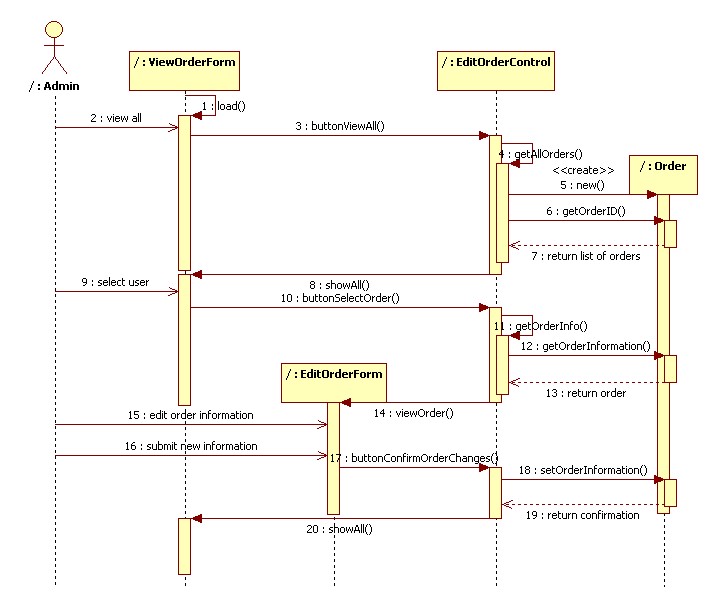 / : ViewOrderForm
/ : EditOrderControl
/ : Admin
1 : load()
2 : view all
3 : buttonViewAll()
4 : getAllOrders()
/ : Order
<<create>>
5 : new()
6 : getOrderID()
7 : return list of orders
8 : showAll()
9 : select user
10 : buttonSelectOrder()
11 : getOrderInfo()
12 : getOrderInformation()
/ : EditOrderForm
13 : return order
14 : viewOrder()
15 : edit order information
16 : submit new information
17 : buttonConfirmOrderChanges()
18 : setOrderInformation()
19 : return confirmation
20 : showAll()